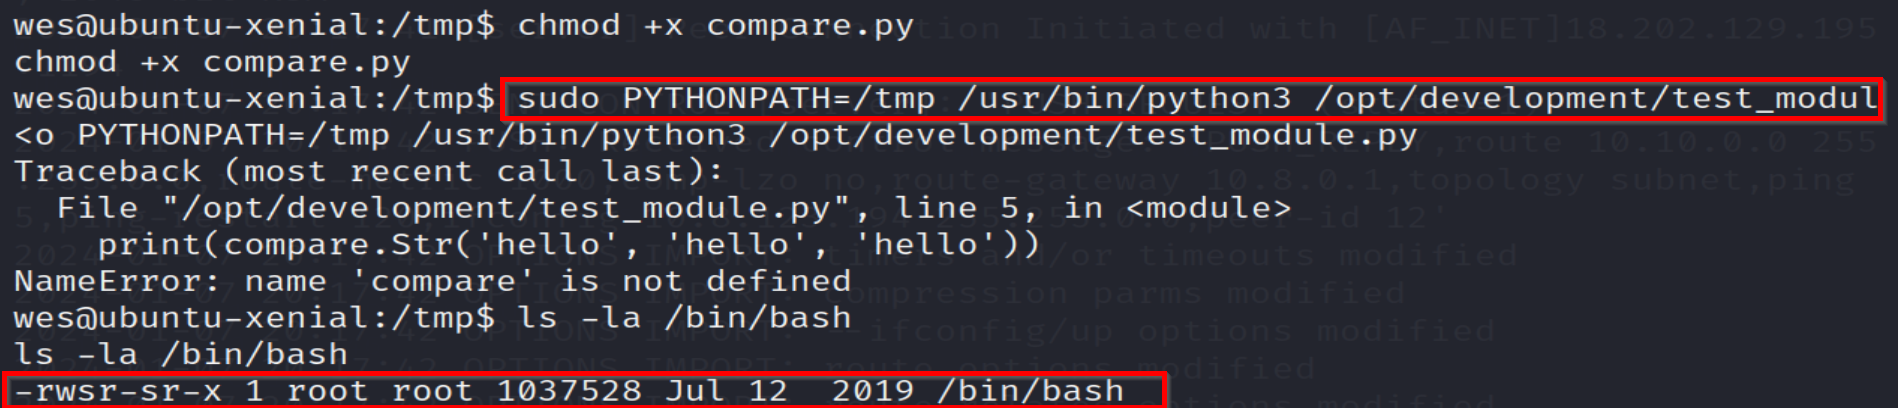 wes@ubuntu-xenial:/tmp$ chmod +x compare.py
chmod +x compare.py
wes@ubuntu-xenial:/tmp$ sudo PYTHONPATH=/tmp /usr/bin/python3 /opt/development/test_modul
<o PYTHONPATH=/tmp /usr/bin/python3 /opt/development/test_module.py
Traceback (most recent call last):
  File "/opt/development/test_module.py", line 5, in <module>
    print(compare.Str('hello', 'hello', 'hello'))
NameError: name 'compare' is not defined
wes@ubuntu-xenial:/tmp$ ls -la /bin/bash
ls -la /bin/bash
-rwsr-sr-x 1 root root 1037528 Jul 12  2019 /bin/bash